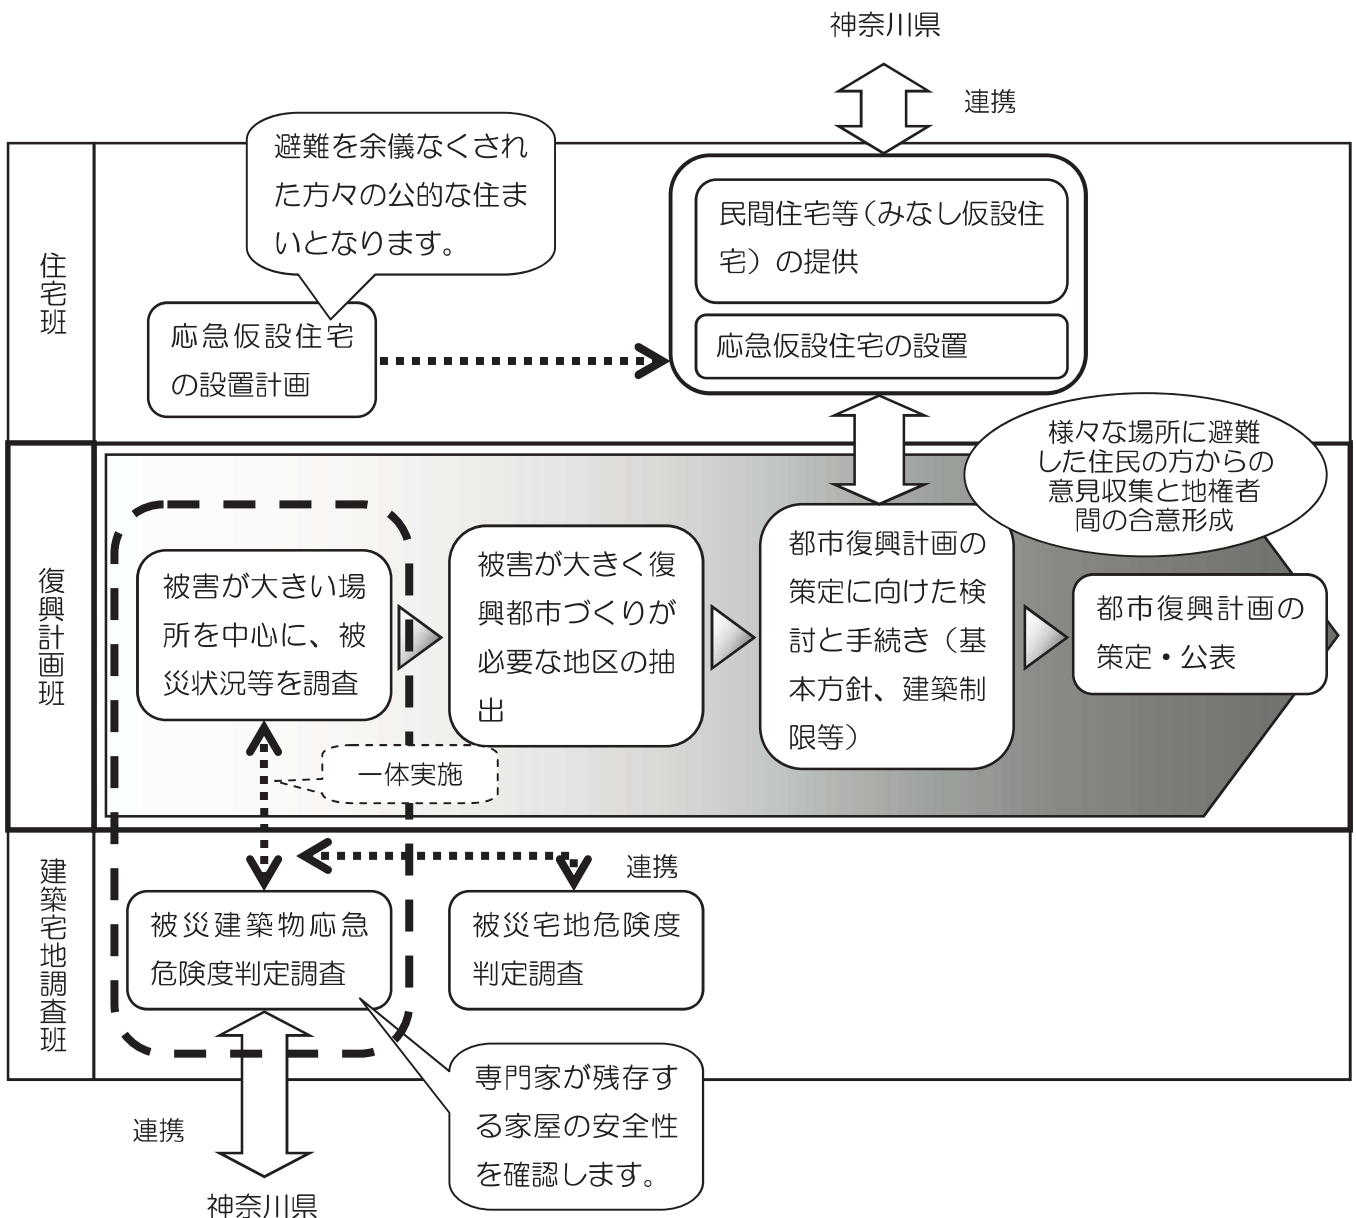 神奈川県
連携
避難を余儀なくされ
た方々の公的な住ま
いとなります。
民間住宅等（みなし仮設住
宅）の提供
応急仮設住宅の設置
住宅班
応急仮設住宅
の設置計画
様々な場所に避難
した住民の方からの
意見収集と地権者
間の合意形成
復興計画班
被害が大きい場
所を中心に、被
災状況等を調査
被害が大きく復
興都市づくりが
必要な地区の抽
出
都市復興計画の
策定に向けた検
討と手続き（基
本方針、建築制
限等）
都市復興計画の
策定・公表
一体実施
建築宅地調査班
連携
被災建築物応急
危険度判定調査
被災宅地危険度
判定調査
専門家が残存す
る家屋の安全性
を確認します。
連携
神奈川県